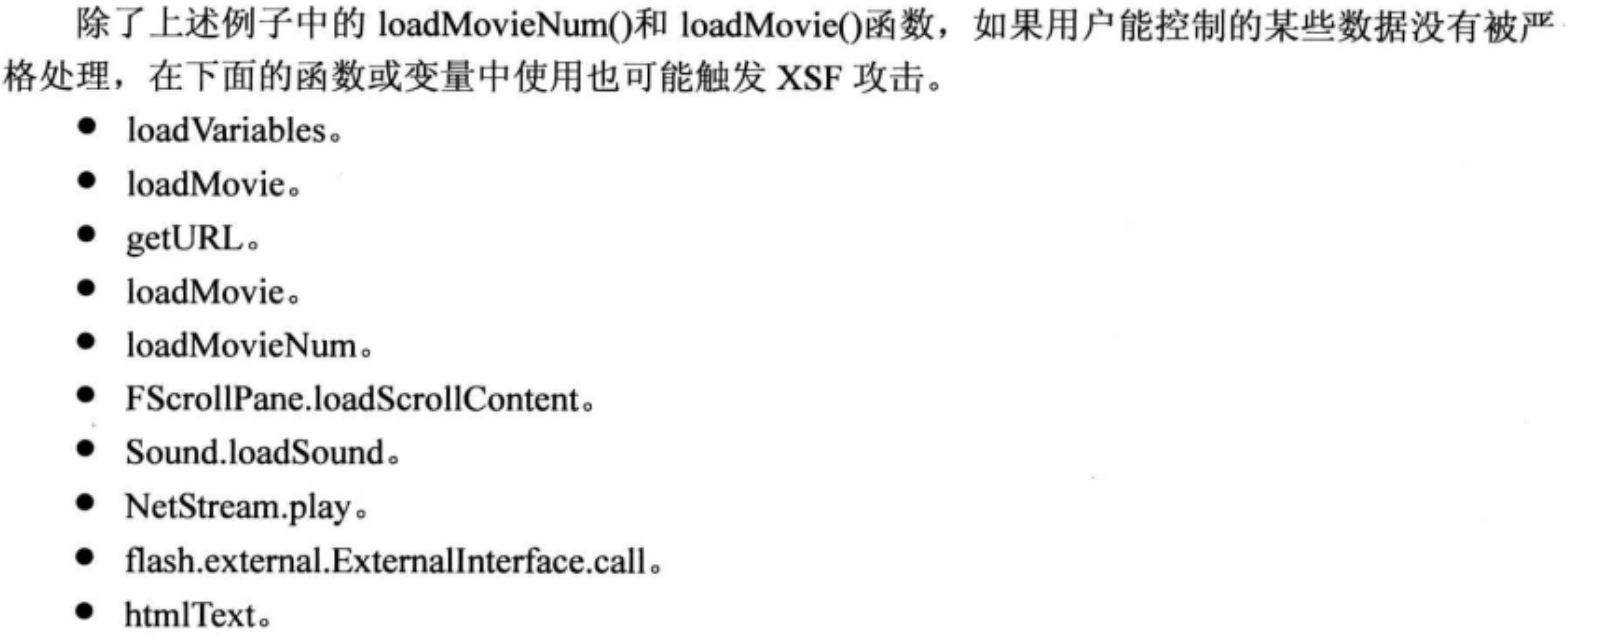 除了上述例子中的 loadMovieNum()和 loadMovie()函数，如果用户能控制的某些数据没有被严
格处理，在下面的函数或变量中使用也可能触发 XSF 攻击。
● loadVariables。
● loadMovie。
● getURL。
● loadMovie。
● loadMovieNum。
● FScrollPane.loadScrollContent。
● Sound.loadSound。
● NetStream.play。
● flash.external.ExternalInterface.call。
● htmlText。